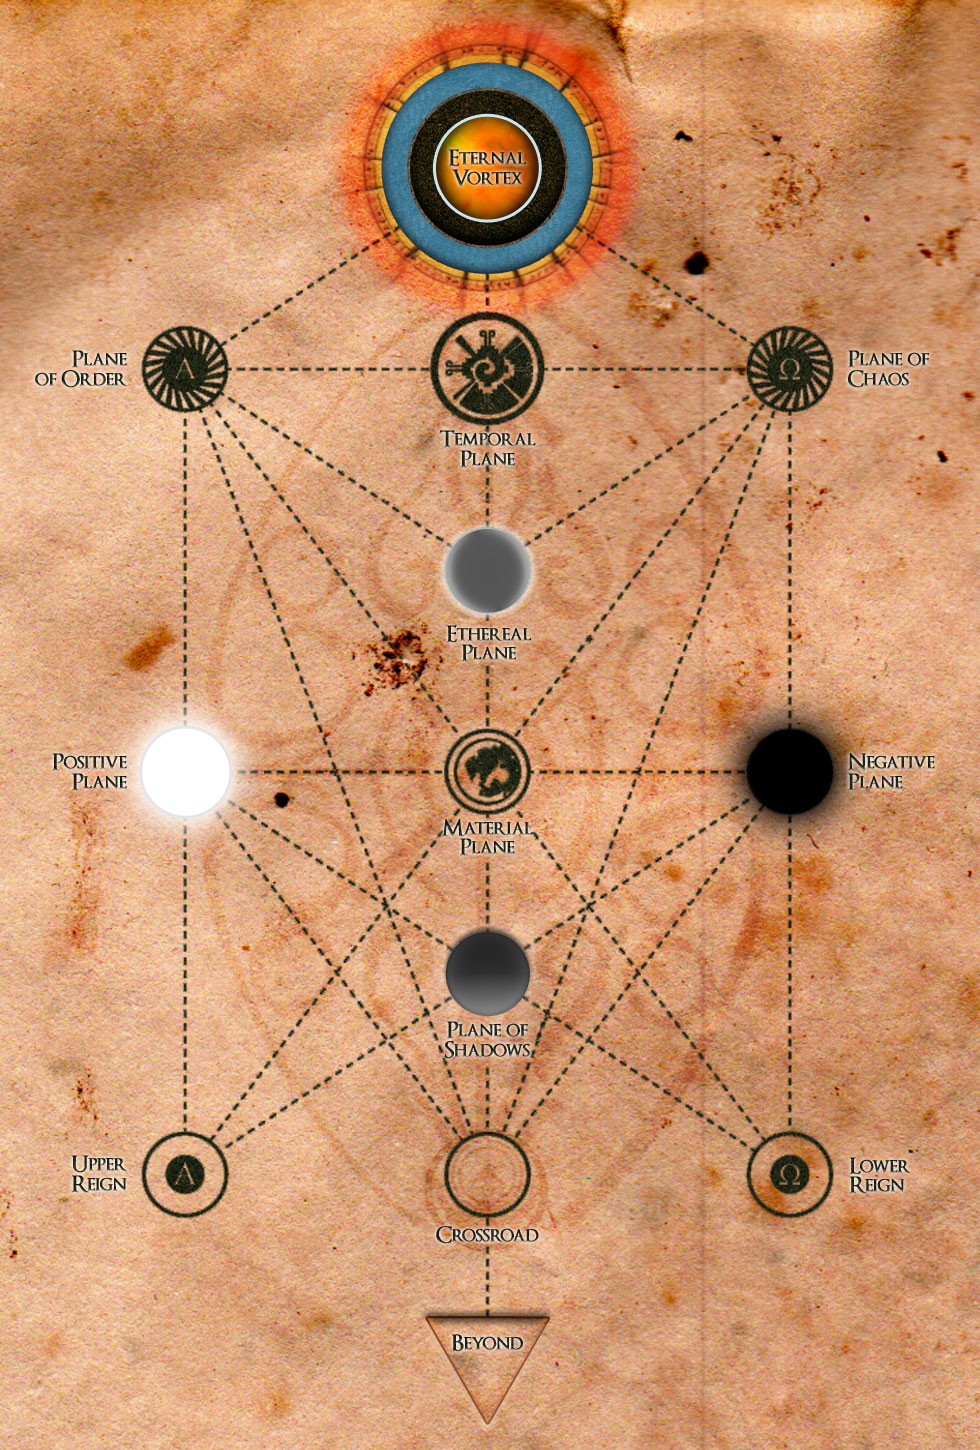 Eternal
Vortex
Plane
of Order
Λ
Ω
Plane of
Chaos
Temporal
Plane
Ethereal
Plane
Positive
Plane
Negative
Plane
Material
Plane
Plane of
Shadows
Upper
Reign
Λ
Ω
Lower
Reign
Crossroad
Beyond